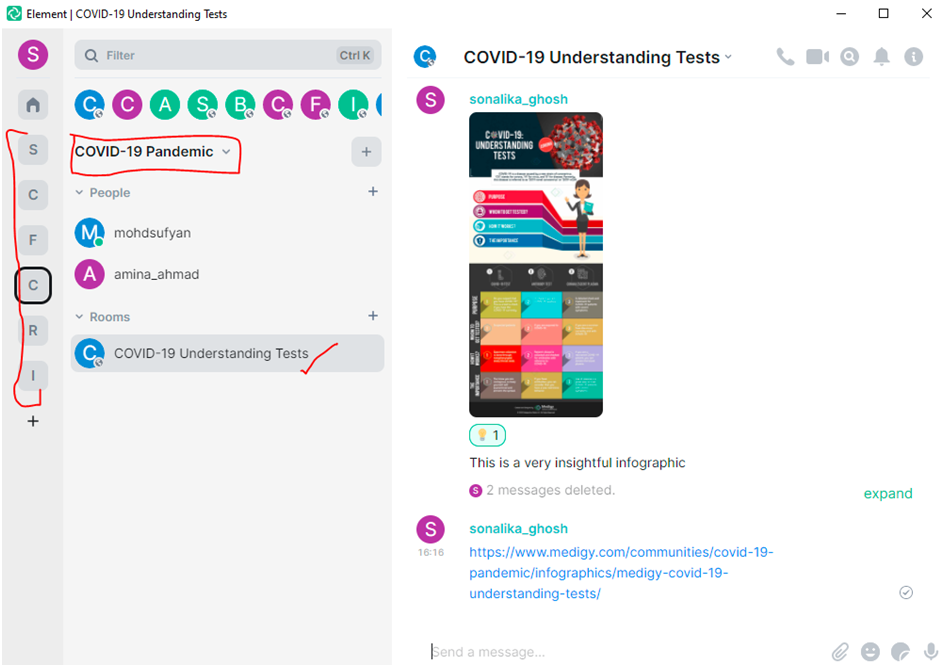 Element | COVID-19 Understanding Tests
S
Filter
Ctrl K
C
C
A
S
B
C
F
I
COVID-19 Pandemic
S
C
F
C
R
I
People
M
mohdsufyan
A
amina_ahmad
Rooms
C
COVID-19 Understanding Tests
C
COVID-19 Understanding Tests
S
sonalika_ghosh
COVID-19:
UNDERSTANDING
TESTS
PURPOSE
WHEN TO GET TESTED?
HOW IT WORKS?
THE IMPORTANCE
1
This is a very insightful infographic
S
2 messages deleted.
expand
S
sonalika_ghosh
16:16
https://www.medigy.com/communities/covid-19-
pandemic/infographics/medigy-covid-19-
understanding-tests/
Send a message...